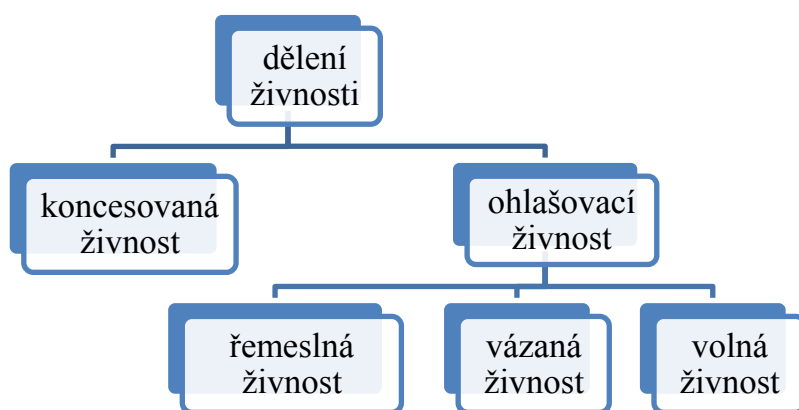 dělení
živnosti
koncesovaná
živnost
ohlašovací
živnost
řemeslná
živnost
vázaná
živnost
volná
živnost